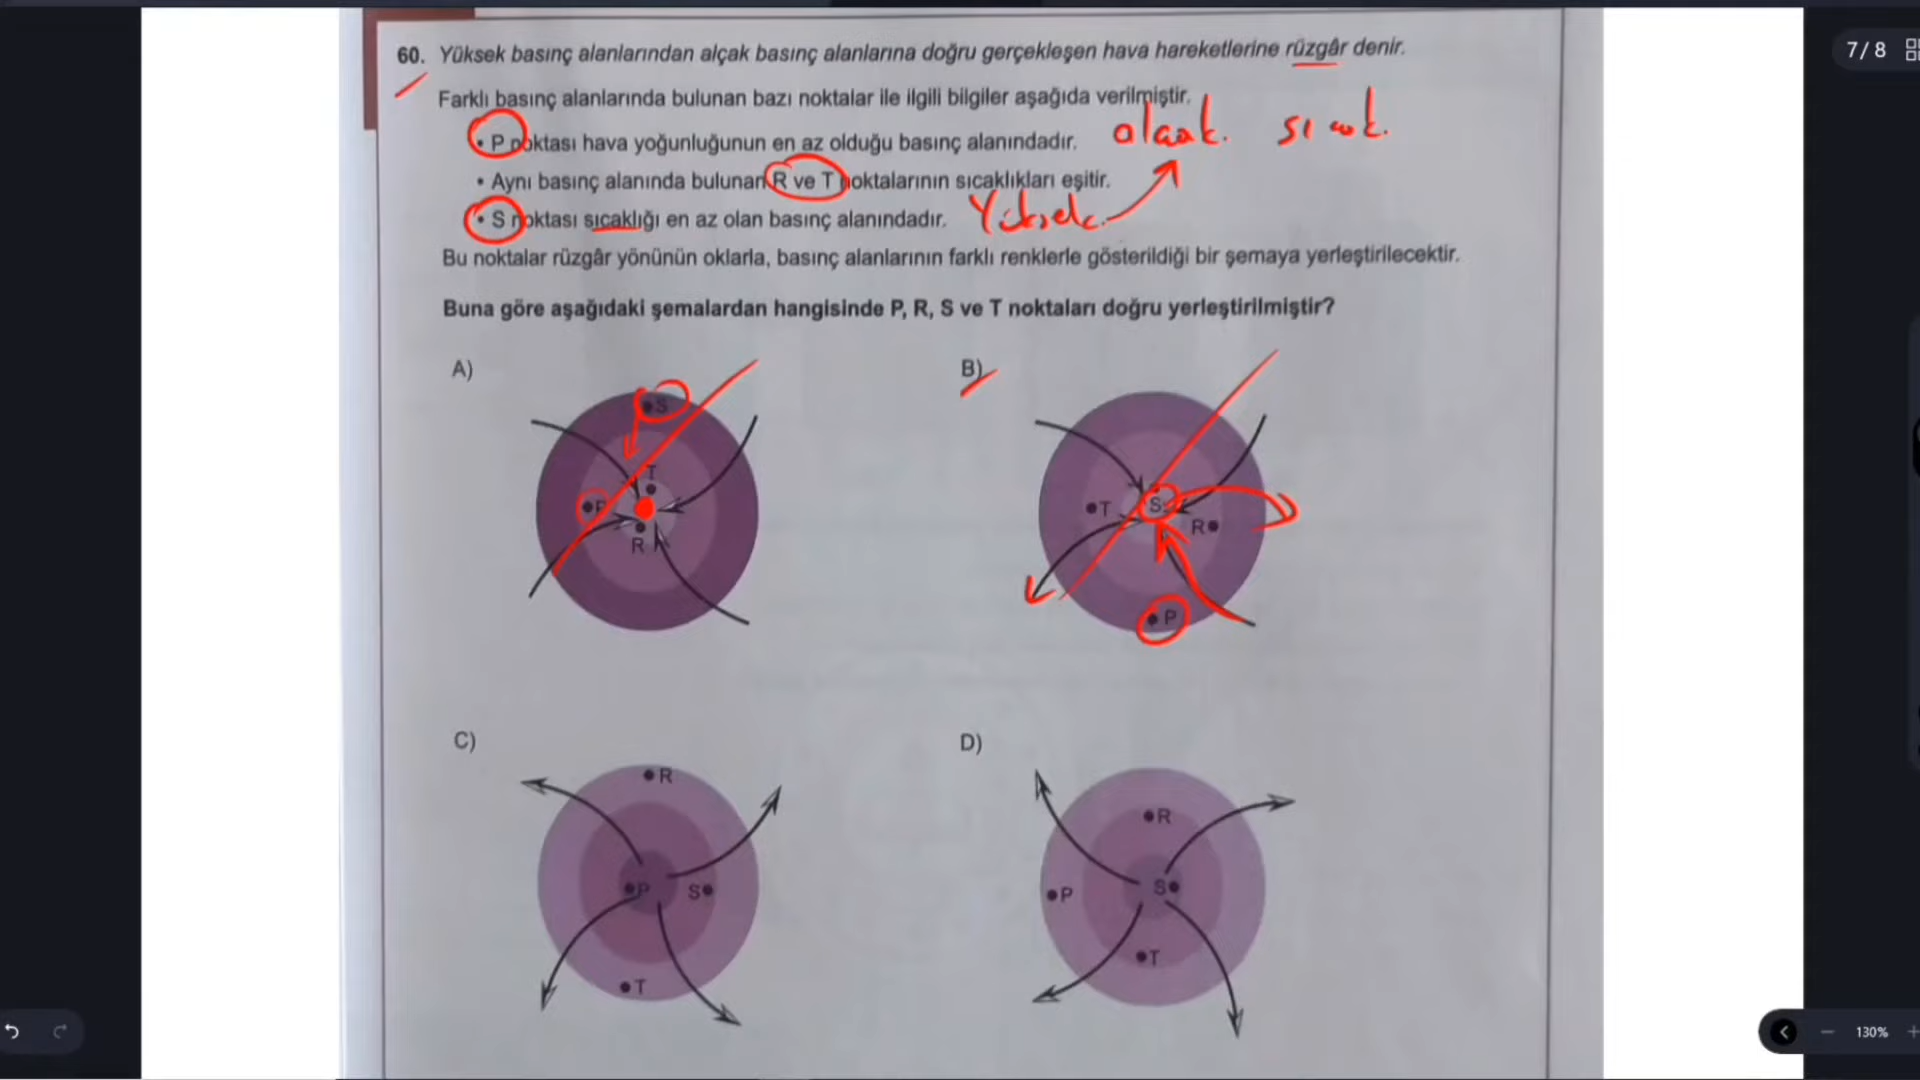 7/ 8
60. Yüksek basınç alanlarından alçak basınç alanlarına doğru gerçekleşen hava hareketlerine rüzgâr denir.
Farklı basınç alanlarında bulunan bazı noktalar ile ilgili bilgiler aşağıda verilmiştir.
• P noktası hava yoğunluğunun en az olduğu basınç alanındadır. alçak. sıcak.
• Aynı basınç alanında bulunan R ve T noktalarının sıcaklıkları eşitir.
• S noktası sıcaklığı en az olan basınç alanındadır. Yüksek
Bu noktalar rüzgâr yönünün oklarla, basınç alanlarının farklı renklerle gösterildiği bir şemaya yerleştirilecektir.
Buna göre aşağıdaki şemalardan hangisinde P, R, S ve T noktaları doğru yerleştirilmiştir?
A)
S
T
P
R
B)
T
S
R
P
C)
R
P
S
T
D)
R
P
S
T
130%